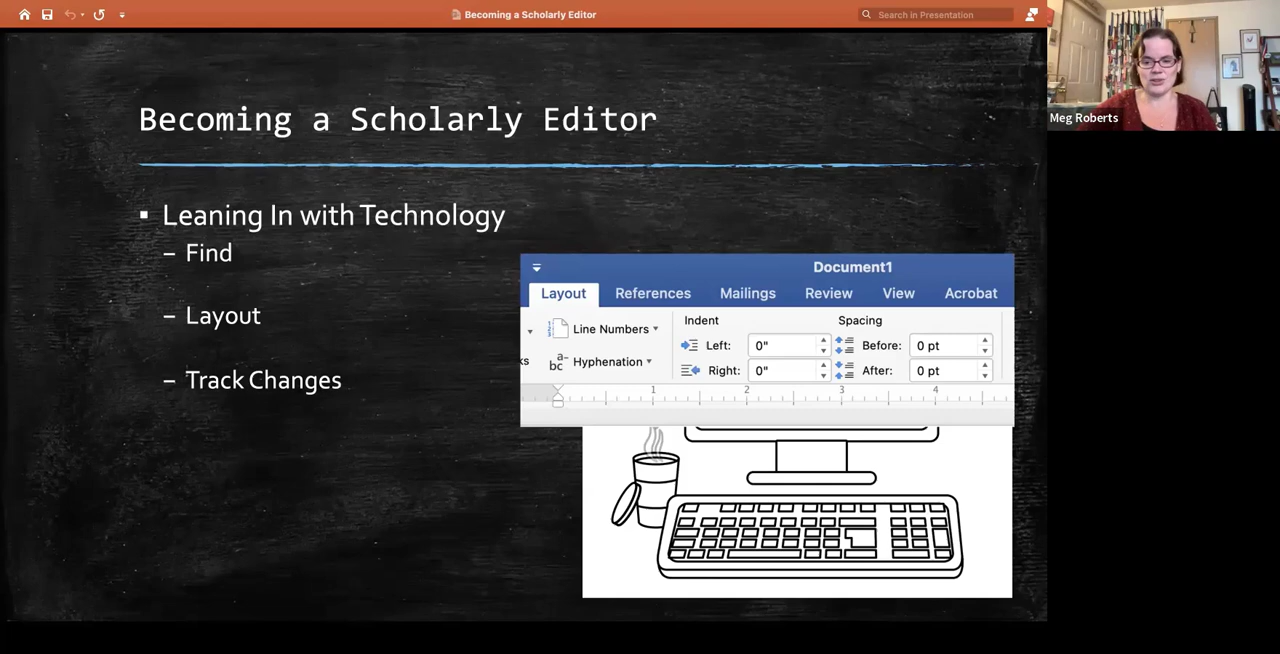 Becoming a Scholarly Editor
Search in Presentation
Meg Roberts
Becoming a Scholarly Editor
▪ Leaning In with Technology
– Find
– Layout
– Track Changes
Document1
Layout References Mailings Review View Acrobat
Line Numbers
ks
Hyphenation
Indent
Left: 0"
Right: 0"
Spacing
Before: 0 pt
After: 0 pt
1 2 3 4